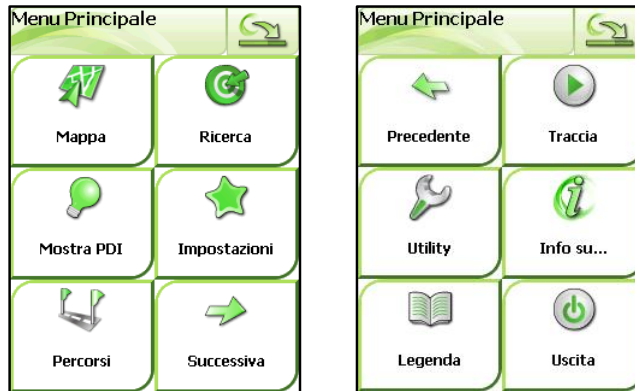 Menu Principale
Mappa
Ricerca
Mostra PDI
Impostazioni
Percorsi
Successiva
Menu Principale
Precedente
Traccia
Utility
Info su...
Legenda
Uscita